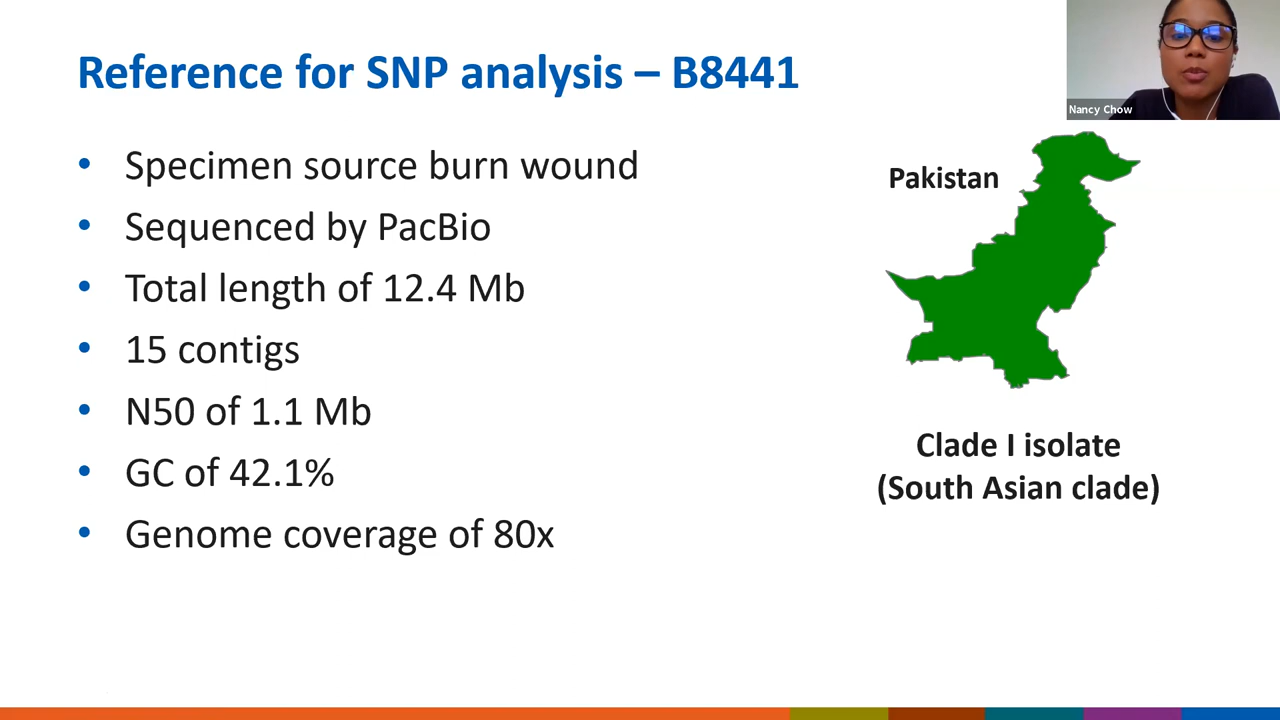 Reference for SNP analysis – B8441
Nancy Chow
• Specimen source burn wound
• Sequenced by PacBio
• Total length of 12.4 Mb
• 15 contigs
• N50 of 1.1 Mb
• GC of 42.1%
• Genome coverage of 80x
Pakistan
Clade I isolate
(South Asian clade)